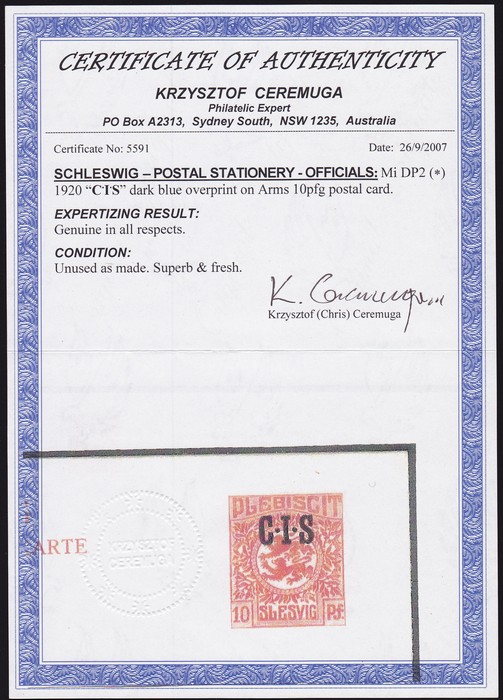 CERTIFICATE OF AUTHENTICITY
KRZYSZTOF CEREMUGA
Philatelic Expert
PO Box A2313, Sydney South, NSW 1235, Australia
Certificate No: 5591 Date: 26/9/2007
SCHLESWIG – POSTAL STATIONERY - OFFICIALS: Mi DP2 (*)
1920 “C·I·S” dark blue overprint on Arms 10pfg postal card.
EXPERTIZING RESULT:
Genuine in all respects.
CONDITION:
Unused as made. Superb & fresh.
K. Ceremuga
Krzysztof (Chris) Ceremuga
PLEBISCIT
C·I·S
ARTE
KRZYSZTOF
CEREMUGA
10 SLESVIG Pf.